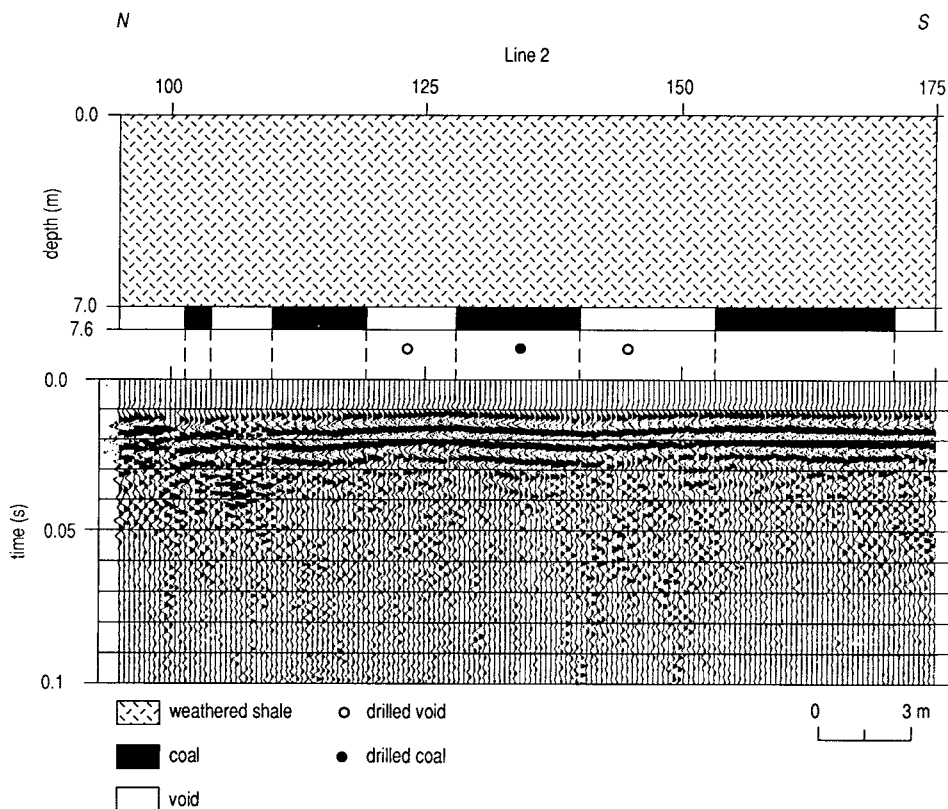 N S
Line 2
100 125 150 175
0.0
depth (m)
7.0
7.6
0.0
time (s)
0.05
0.1
weathered shale drilled void 0 3 m
coal drilled coal
void